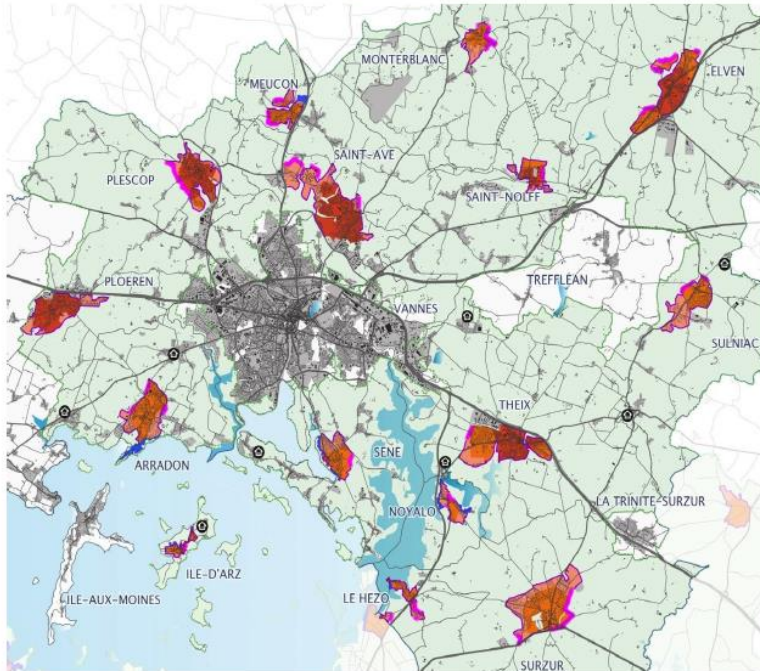 MONTERBLANC
ELVEN
MEUCON
SAINT-AVE
PLESCOP
SAINT-NOLFF
PLOEREN
TREFFLEAN
VANNES
SULNIAC
THEIX
SENE
ARRADON
NOYALO
LA TRINITE-SURZUR
ILE-D'ARZ
ILE-AUX-MOINES
LE HEZO
SURZUR